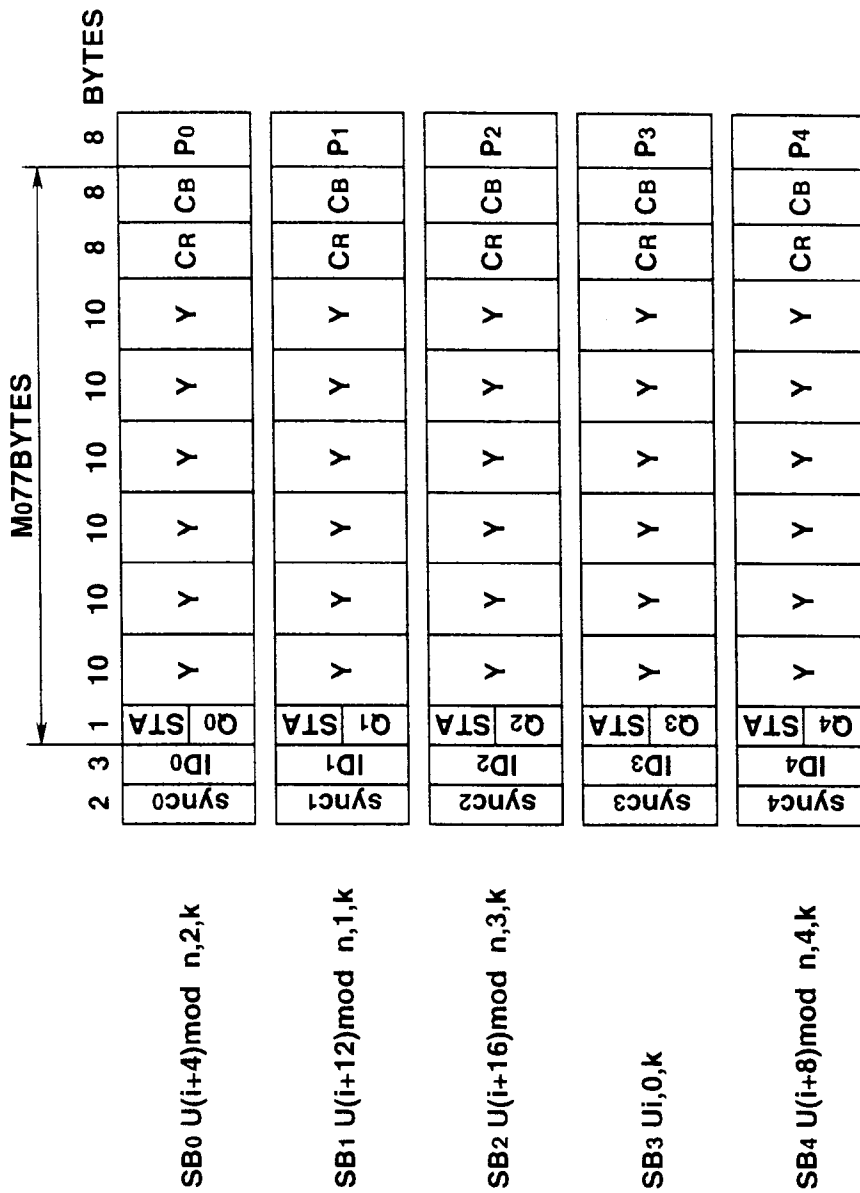 M077BYTES
2 3 1 10 10 10 10 10 10 8 8 8 BYTES
SB0 U(i+4)mod n,2,k sync0 ID0 STA Q0 Y Y Y Y Y Y CR CB P0
SB1 U(i+12)mod n,1,k sync1 ID1 STA Q1 Y Y Y Y Y Y CR CB P1
SB2 U(i+16)mod n,3,k sync2 ID2 STA Q2 Y Y Y Y Y Y CR CB P2
SB3 Ui,0,k sync3 ID3 STA Q3 Y Y Y Y Y Y CR CB P3
SB4 U(i+8)mod n,4,k sync4 ID4 STA Q4 Y Y Y Y Y Y CR CB P4